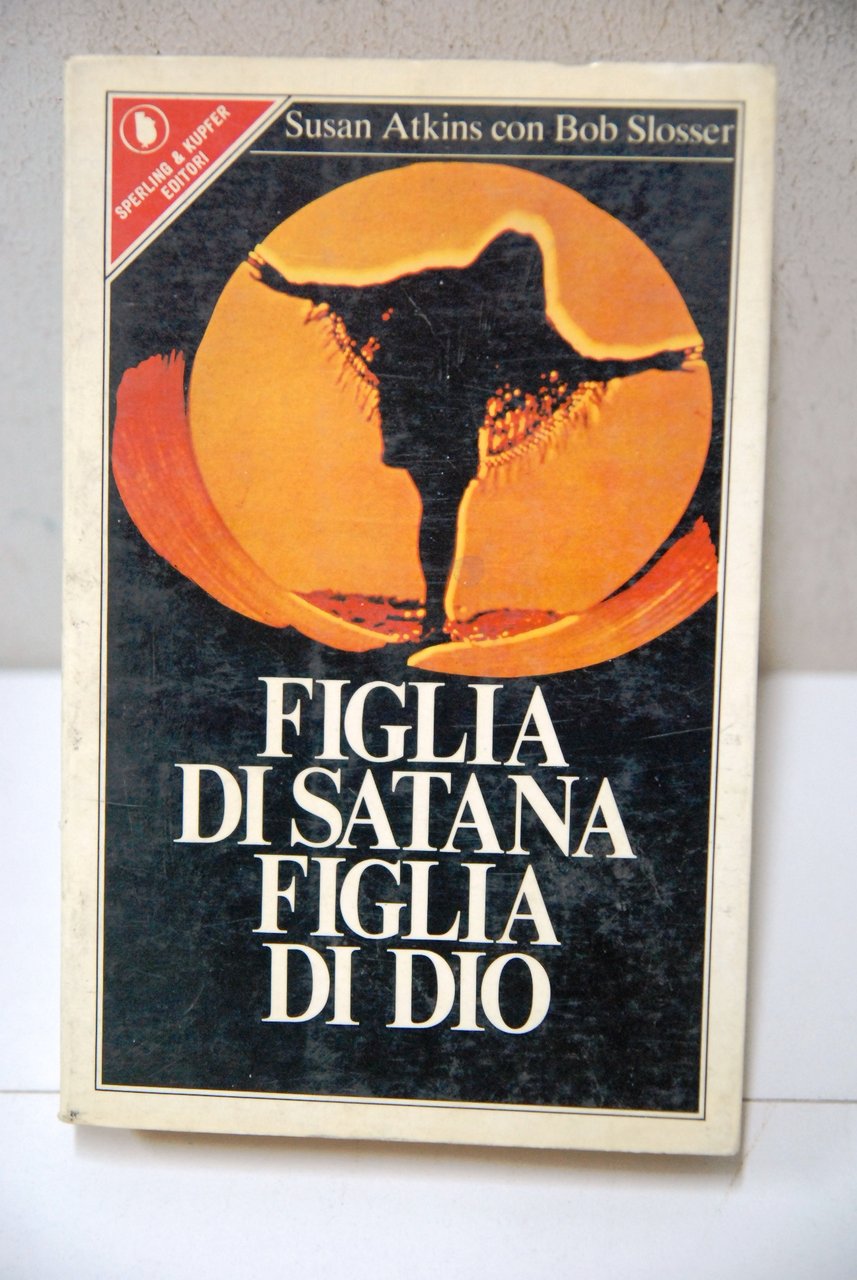 SPERLING & KUPFER
EDITORI
Susan Atkins con Bob Slosser
FIGLIA
DI SATANA
FIGLIA
DI DIO